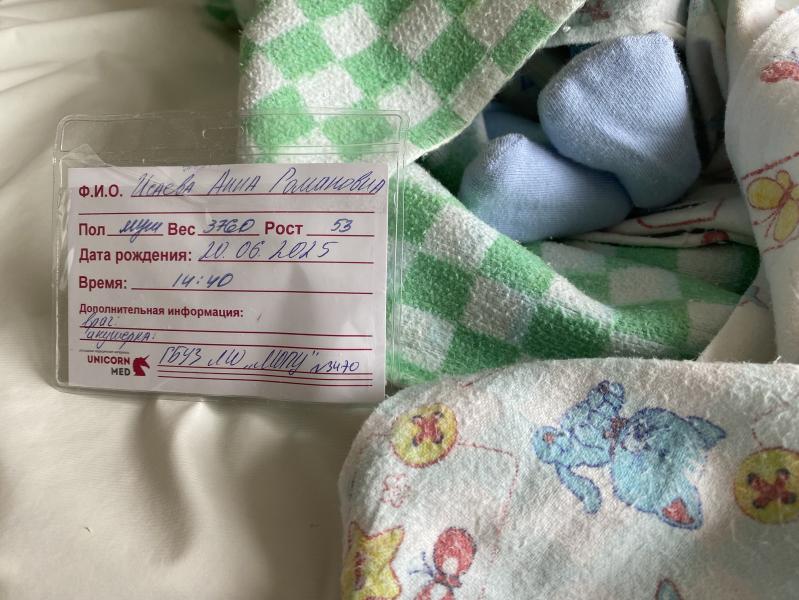 Ф.И.О. Исаева Анна Романовна
Пол муж Вес 3760 Рост 53
Дата рождения: 20.06.2025
Время: 14:40
Дополнительная информация:
врач:
акушерка:
UNICORN
MED
ГБУЗ МО „МОПЦ" №3470